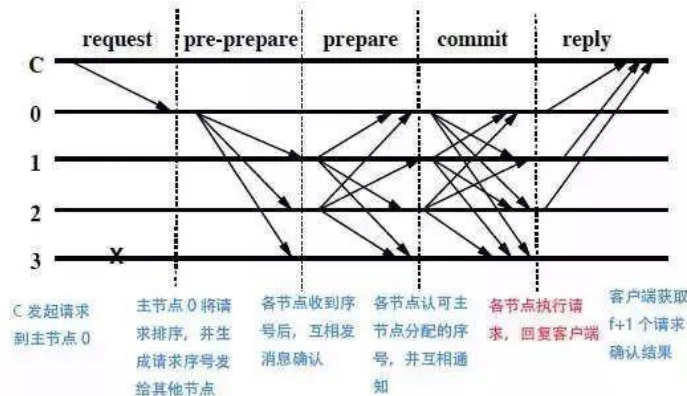 request pre-prepare prepare commit reply
C
0
1
2
3
X
C 发起请求
到主节点 0
主节点 0 将请
求排序，并生
成请求序号发
给其他节点
各节点收到序
号后，互相发
消息确认
各节点认可主
节点分配的序
号，并互相通
知
各节点执行请
求，回复客户端
客户端获取
f+1 个请求
确认结果